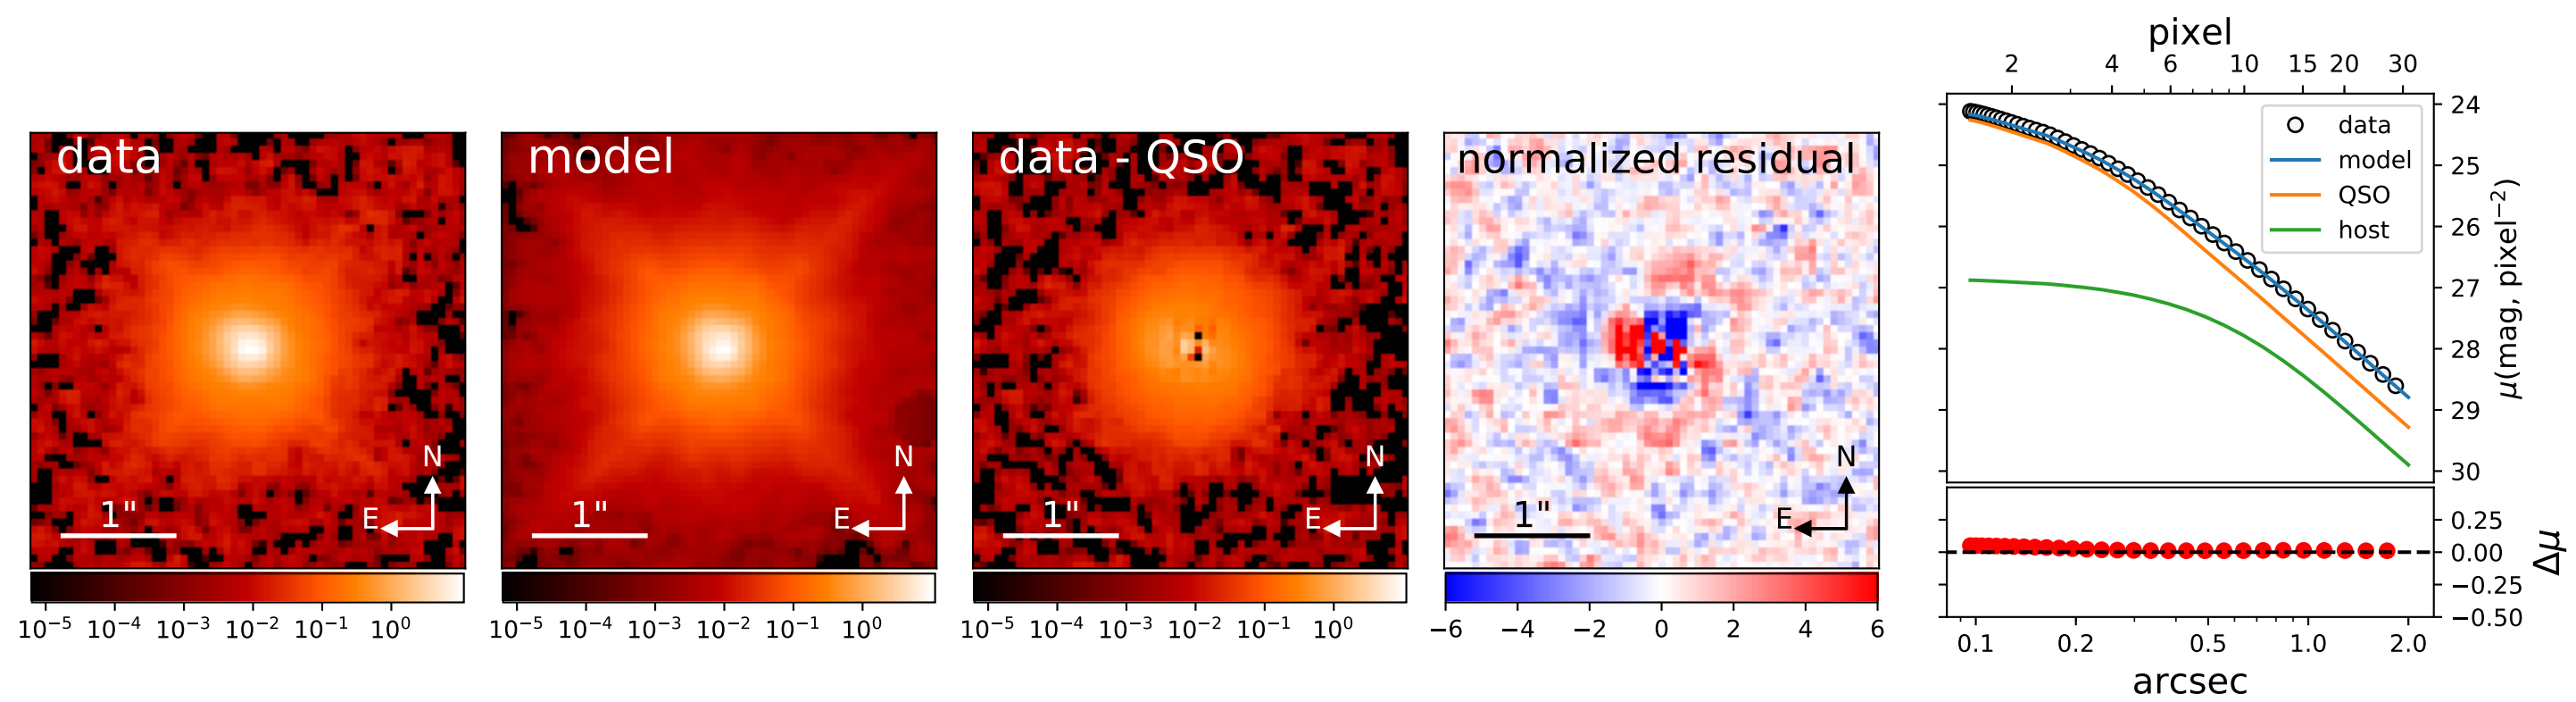 data
N
E
1"
10⁻⁵ 10⁻⁴ 10⁻³ 10⁻² 10⁻¹ 10⁰
model
N
E
1"
10⁻⁵ 10⁻⁴ 10⁻³ 10⁻² 10⁻¹ 10⁰
data - QSO
N
E
1"
10⁻⁵ 10⁻⁴ 10⁻³ 10⁻² 10⁻¹ 10⁰
normalized residual
N
E
1"
−6 −4 −2 0 2 4 6
pixel
2 4 6 10 15 20 30
data
model
QSO
host
24
25
26
27
28
29
30
μ(mag, pixel⁻²)
0.25
0.00
−0.25
−0.50
Δμ
0.1 0.2 0.5 1.0 2.0
arcsec